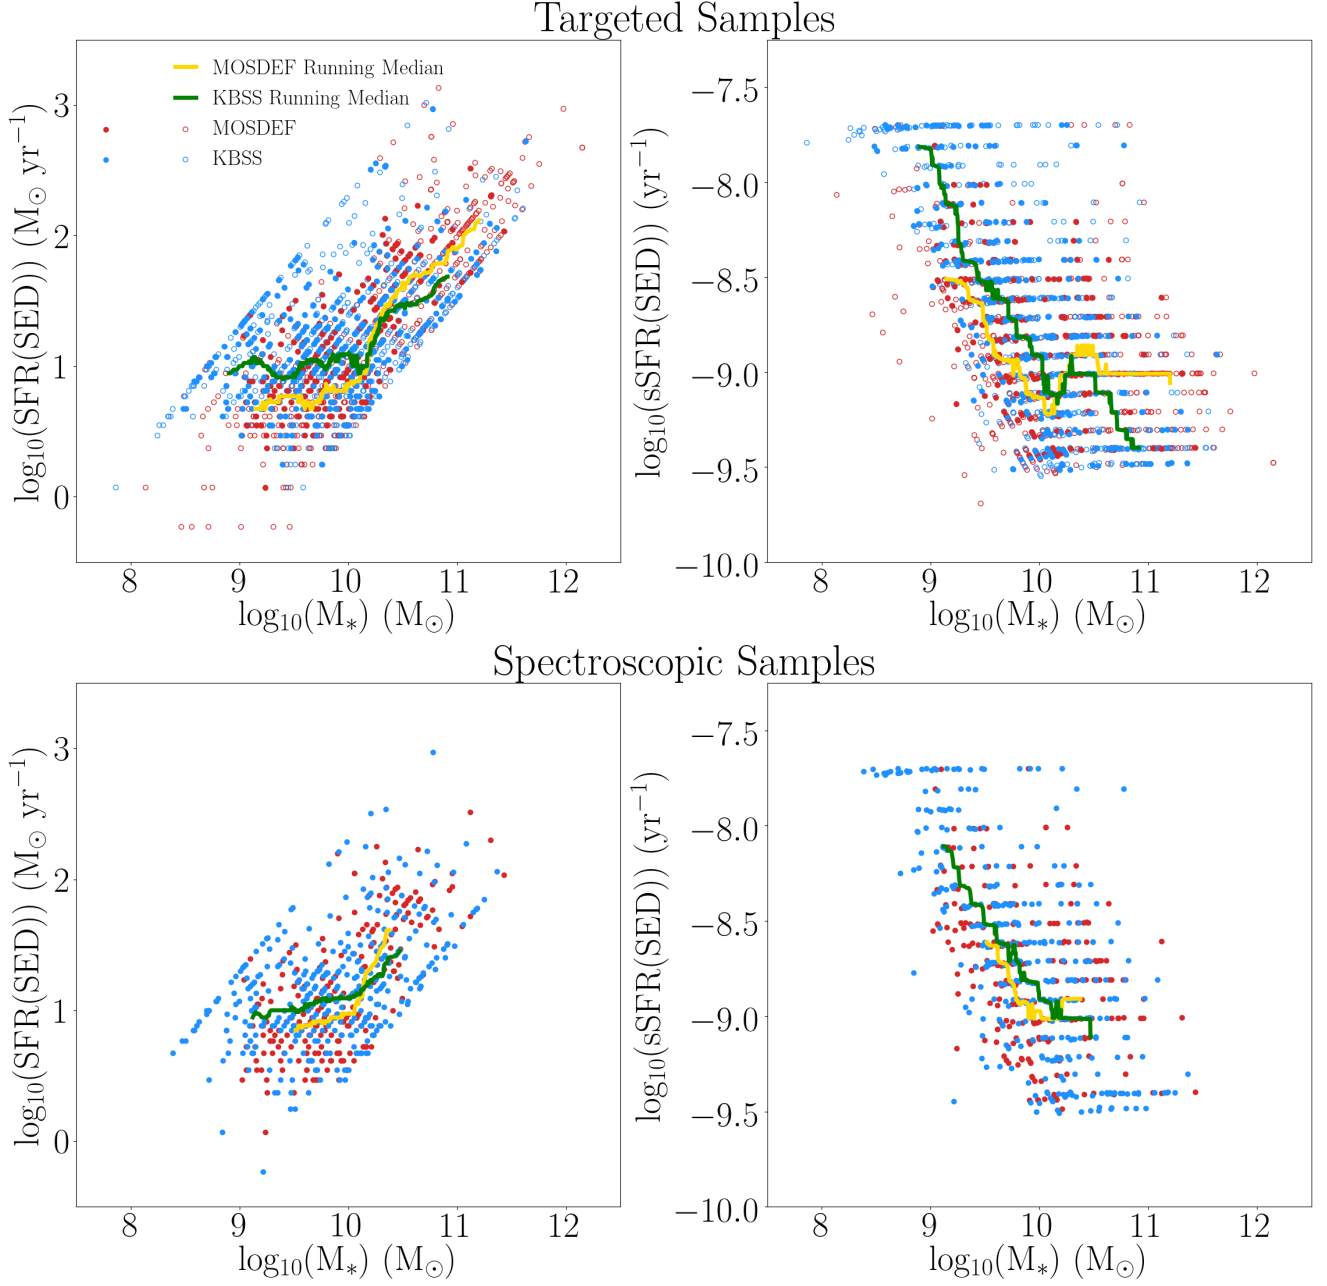 Targeted Samples
MOSDEF Running Median
KBSS Running Median
MOSDEF
KBSS
log₁₀(SFR(SED)) (M⊙ yr⁻¹)
3
2
1
0
8 9 10 11 12
log₁₀(M∗) (M⊙)
log₁₀(sSFR(SED)) (yr⁻¹)
−7.5
−8.0
−8.5
−9.0
−9.5
−10.0
8 9 10 11 12
log₁₀(M∗) (M⊙)
Spectroscopic Samples
log₁₀(SFR(SED)) (M⊙ yr⁻¹)
3
2
1
0
8 9 10 11 12
log₁₀(M∗) (M⊙)
log₁₀(sSFR(SED)) (yr⁻¹)
−7.5
−8.0
−8.5
−9.0
−9.5
−10.0
8 9 10 11 12
log₁₀(M∗) (M⊙)